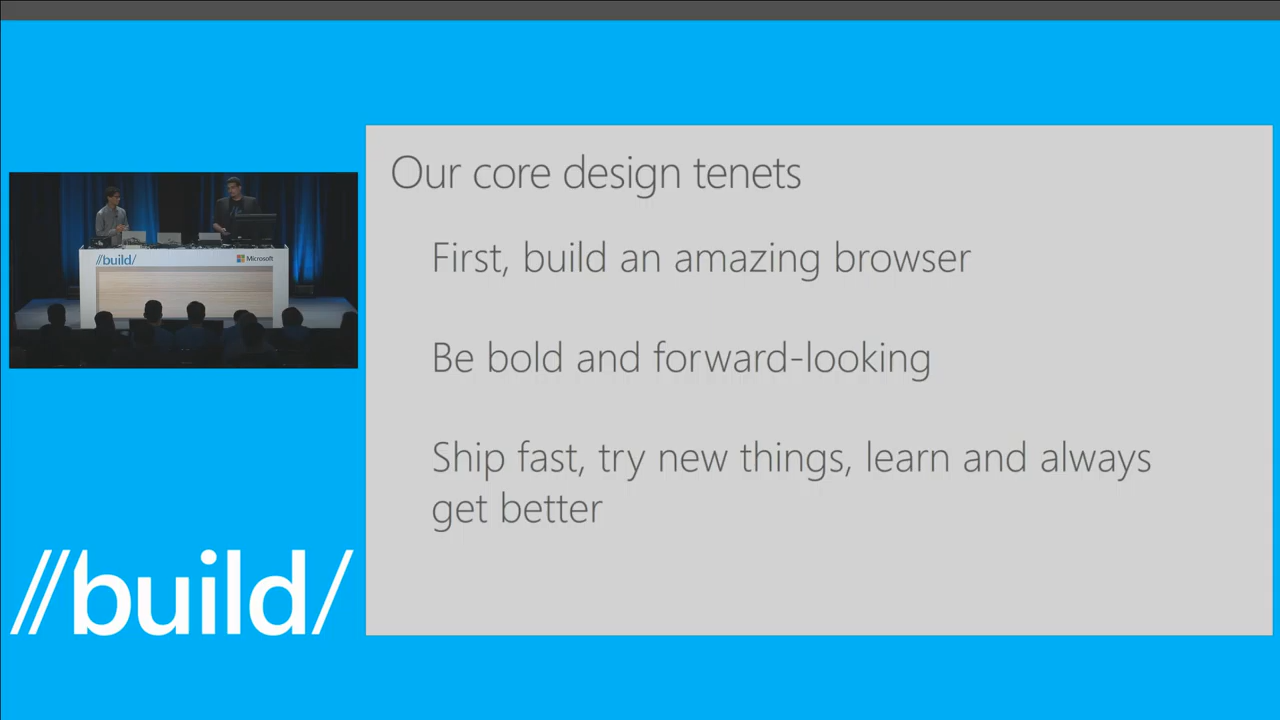 Our core design tenets
First, build an amazing browser
Be bold and forward-looking
Ship fast, try new things, learn and always
get better
//build/
Microsoft
//build/